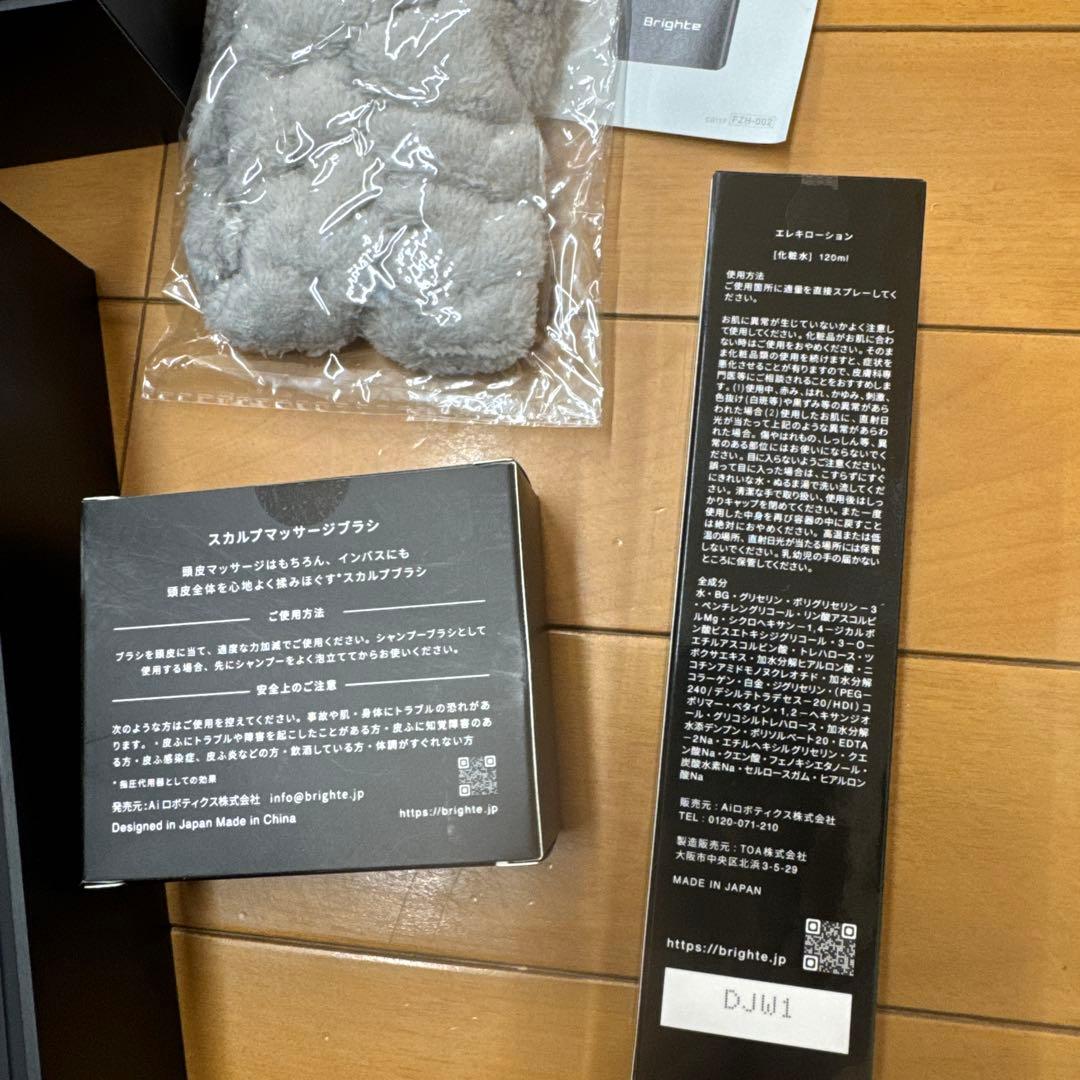 Brighte
FZH-002
エレキローション
[化粧水] 120ml
使用方法
ご使用箇所に適量を直接スプレーしてく
ださい。
お肌に異常が生じていないかよく注意し
て使用してください。化粧品がお肌に合わ
ない時はご使用をおやめください。そのま
ま化粧品類の使用を続けますと、症状を
悪化させることが有りますので、皮膚科専
門医等にご相談されることをおすすめしま
す。(1)使用中、赤み、はれ、かゆみ、刺激、
色抜け(白斑等)や黒ずみ等の異常があら
われた場合(2)使用したお肌に、直射日
光が当たって上記のような異常があらわ
れた場合。傷やはれもの、しっしん等、異
常のある部位にはお使いにならないでく
ださい。目に入らないようご注意ください。
誤って目に入った場合は、こすらずにすぐ
にきれいな水・ぬるま湯で洗い流してくだ
さい。清潔な手で取り扱い、使用後はしっ
かりキャップを閉めてください。また一度
使用した中身を再び容器の中に戻すこと
は絶対におやめください。高温または低
温の場所、直射日光が当たる場所には保管
しないでください。乳幼児の手の届かない
ところに保管してください。
全成分
水・BG・グリセリン・ポリグリセリン-3
・ペンチレングリコール・リン酸アスコルビ
ルMg・シクロヘキサン-1,4-ジカルボ
ン酸ビスエトキシジグリコール・3-O-
エチルアスコルビン酸・トレハロース・ツ
ボクサエキス・加水分解ヒアルロン酸・ニ
コチンアミドモノヌクレオチド・加水分解
コラーゲン・白金・ジグリセリン・(PEG-
240/デシルテトラデセス-20/HDI)コ
ポリマー・ベタイン・1,2-ヘキサンジオ
ール・グリコシルトレハロース・加水分解
水添デンプン・ポリソルベート20・EDTA
-2Na・エチルヘキシルグリセリン・クエ
ン酸Na・クエン酸・フェノキシエタノール・
炭酸水素Na・セルロースガム・ヒアルロン
酸Na
販売元：Aiロボティクス株式会社
TEL：0120-071-210
製造販売元：TOA株式会社
大阪市中央区北浜3-5-29
MADE IN JAPAN
https://brighte.jp
DJW1
スカルプマッサージブラシ
頭皮マッサージはもちろん、インバスにも
頭皮全体を心地よく揉みほぐす*スカルプブラシ
ご使用方法
ブラシを頭皮に当て、適度な力加減でご使用ください。シャンプーブラシとして
使用する場合、先にシャンプーをよく泡立ててからお使いください。
安全上のご注意
次のような方はご使用を控えてください。事故や肌・身体にトラブルの恐れがあ
ります。・皮ふにトラブルや障害を起こしたことがある方・皮ふに知覚障害のあ
る方・皮ふ感染症、皮ふ炎などの方・飲酒している方・体調がすぐれない方
*指圧代用器としての効果
発売元：Aiロボティクス株式会社 info@brighte.jp
Designed in Japan Made in China
https://brighte.jp